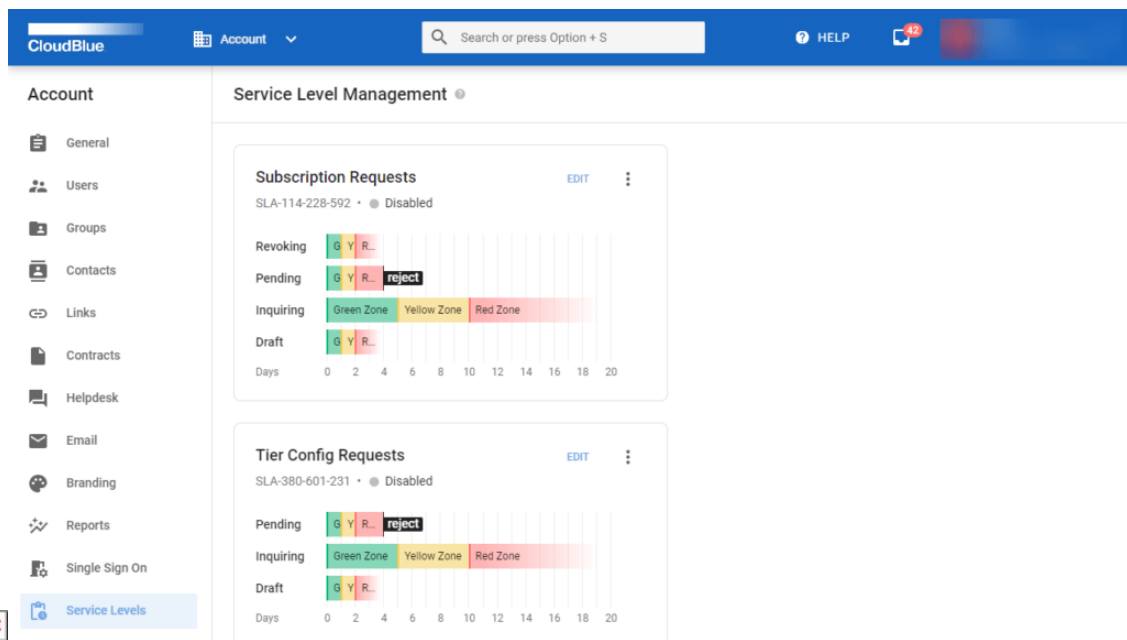 CloudBlue
Account
Search or press Option + S
HELP
42
Account
General
Users
Groups
Contacts
Links
Contracts
Helpdesk
Email
Branding
Reports
Single Sign On
Service Levels
Service Level Management
Subscription Requests
EDIT
SLA-114-228-592 • Disabled
Revoking G Y R...
Pending G Y R... reject
Inquiring Green Zone Yellow Zone Red Zone
Draft G Y R...
Days 0 2 4 6 8 10 12 14 16 18 20
Tier Config Requests
EDIT
SLA-380-601-231 • Disabled
Pending G Y R... reject
Inquiring Green Zone Yellow Zone Red Zone
Draft G Y R...
Days 0 2 4 6 8 10 12 14 16 18 20